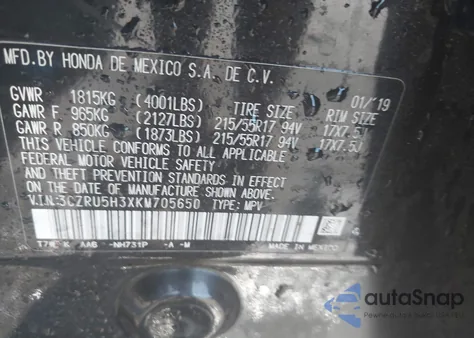 MFD.BY HONDA DE MEXICO S.A. DE C.V.
01/'19
GVWR 1815KG (4001LBS) TIRE SIZE RIM SIZE
GAWR F 965KG (2127LBS) 215/55R17 94V 17X7.5J
GAWR R 850KG (1873LBS) 215/55R17 94V 17X7.5J
THIS VEHICLE CONFORMS TO ALL APPLICABLE
FEDERAL MOTOR VEHICLE SAFETY AND
THEFT PREVENTION STANDARDS IN EFFECT ON
THE DATE OF MANUFACTURE SHOWN ABOVE.
V.I.N:3CZRU5H3XKM705650 TYPE: MPV
AAB -NH731P -A -M MADE IN MEXICO
autoSnap